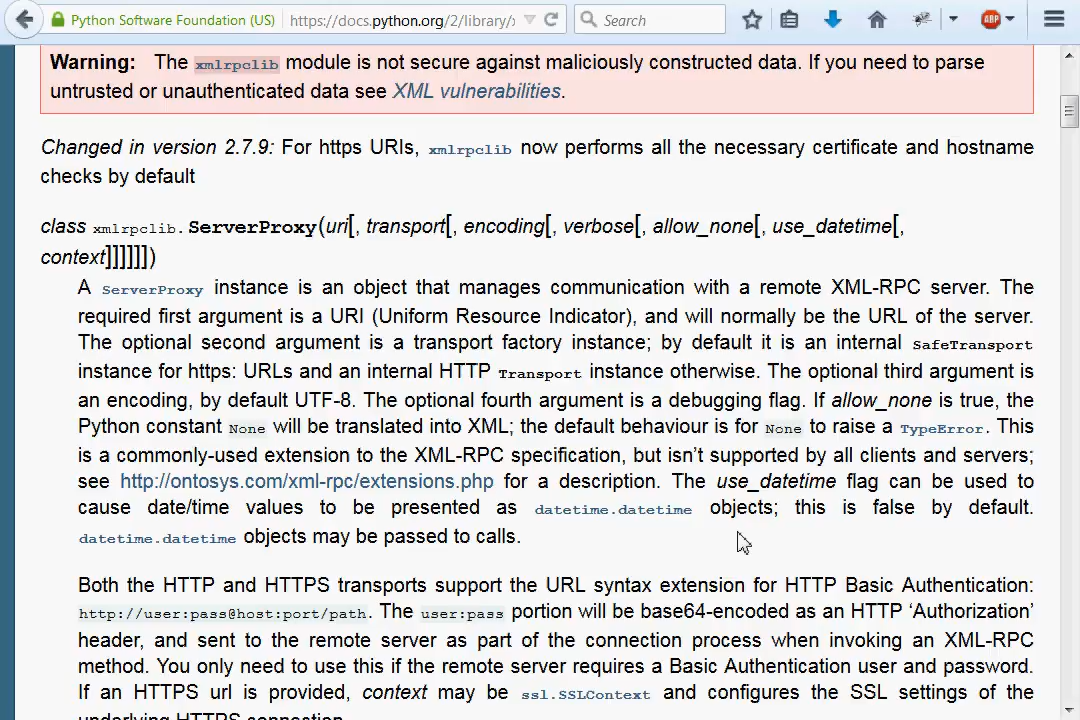 Python Software Foundation (US) https://docs.python.org/2/library/x Search ABP
Warning: The xmlrpclib module is not secure against maliciously constructed data. If you need to parse
untrusted or unauthenticated data see XML vulnerabilities.
Changed in version 2.7.9: For https URIs, xmlrpclib now performs all the necessary certificate and hostname
checks by default
class xmlrpclib.ServerProxy(uri[, transport[, encoding[, verbose[, allow_none[, use_datetime[,
context]]]]]])
A ServerProxy instance is an object that manages communication with a remote XML-RPC server. The
required first argument is a URI (Uniform Resource Indicator), and will normally be the URL of the server.
The optional second argument is a transport factory instance; by default it is an internal SafeTransport
instance for https: URLs and an internal HTTP Transport instance otherwise. The optional third argument is
an encoding, by default UTF-8. The optional fourth argument is a debugging flag. If allow_none is true, the
Python constant None will be translated into XML; the default behaviour is for None to raise a TypeError. This
is a commonly-used extension to the XML-RPC specification, but isn't supported by all clients and servers;
see http://ontosys.com/xml-rpc/extensions.php for a description. The use_datetime flag can be used to
cause date/time values to be presented as datetime.datetime objects; this is false by default.
datetime.datetime objects may be passed to calls.
Both the HTTP and HTTPS transports support the URL syntax extension for HTTP Basic Authentication:
http://user:pass@host:port/path. The user:pass portion will be base64-encoded as an HTTP ‘Authorization’
header, and sent to the remote server as part of the connection process when invoking an XML-RPC
method. You only need to use this if the remote server requires a Basic Authentication user and password.
If an HTTPS url is provided, context may be ssl.SSLContext and configures the SSL settings of the
underlying HTTPS connection.